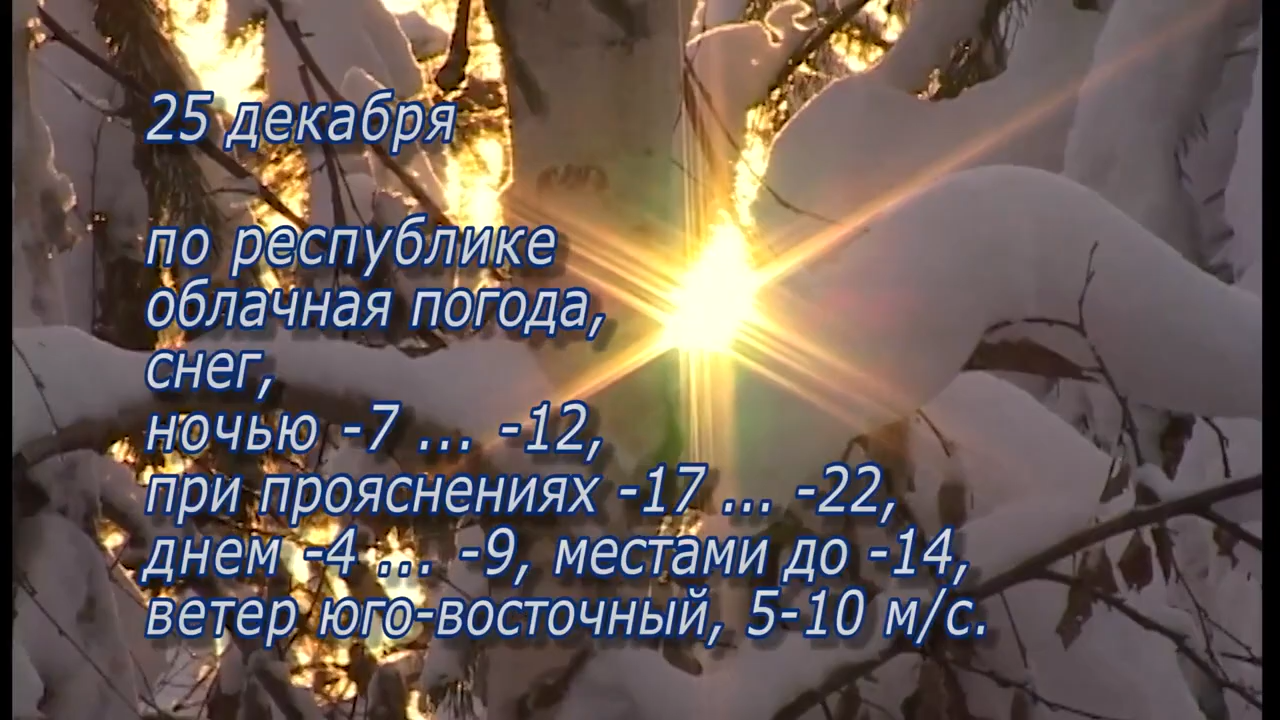 25 декабря
по республике
облачная погода,
снег,
ночью -7 ... -12,
при прояснениях -17 ... -22,
днем -4 ... -9, местами до -14,
ветер юго-восточный, 5-10 м/с.